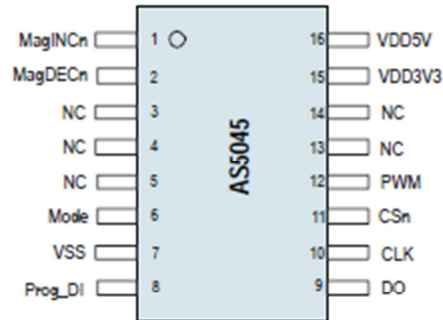 MagINCn 1 16 VDD5V
MagDECn 2 15 VDD3V3
NC 3 14 NC
NC 4 13 NC
NC 5 12 PWM
Mode 6 11 CSn
VSS 7 10 CLK
Prog_DI 8 9 DO
AS5045